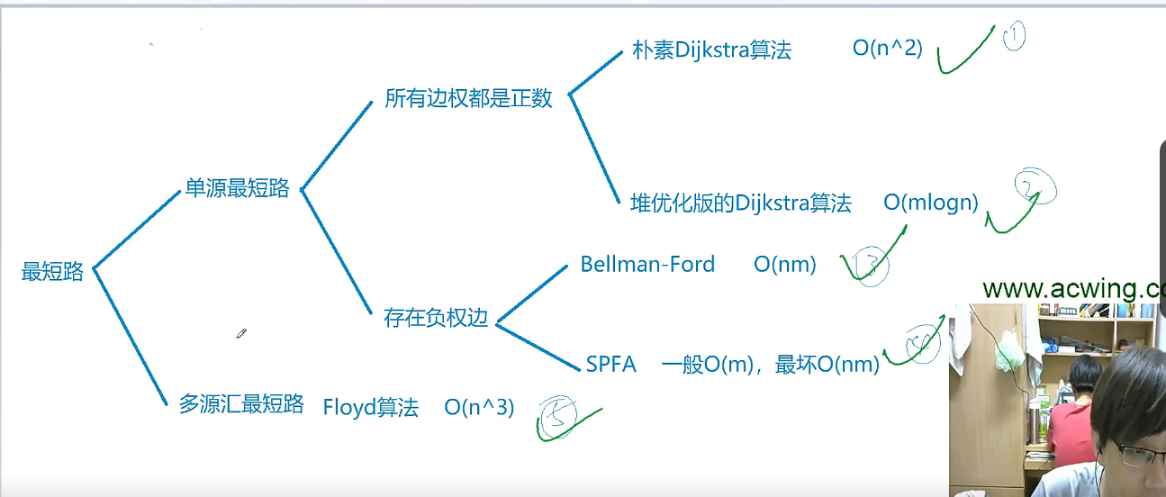 朴素Dijkstra算法 O(n^2) ①
所有边权都是正数
单源最短路
堆优化版的Dijkstra算法 O(mlogn) ②
最短路
Bellman-Ford O(nm) ③
www.acwing.co
存在负权边
SPFA 一般O(m)，最坏O(nm) ④
多源汇最短路 Floyd算法 O(n^3) ⑤